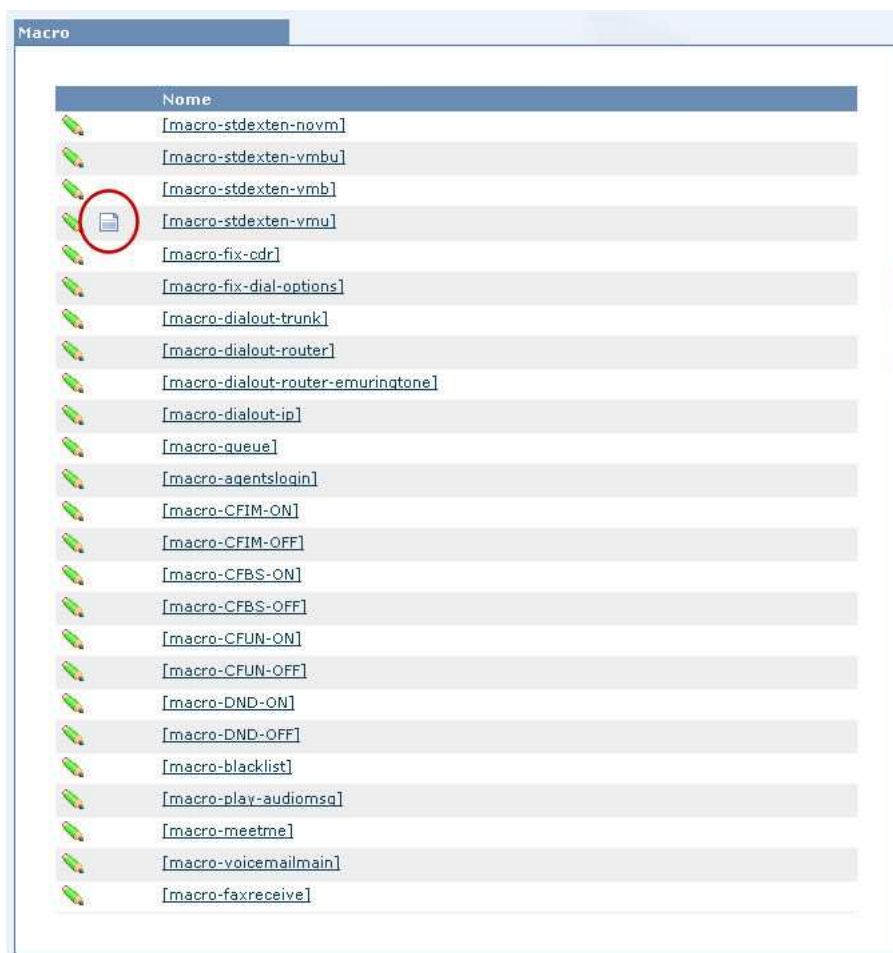 Macro
Nome
[macro-stdexten-novm]
[macro-stdexten-vmbu]
[macro-stdexten-vmb]
[macro-stdexten-vmu]
[macro-fix-cdr]
[macro-fix-dial-options]
[macro-dialout-trunk]
[macro-dialout-router]
[macro-dialout-router-emuringtone]
[macro-dialout-ip]
[macro-queue]
[macro-agentslogin]
[macro-CFIM-ON]
[macro-CFIM-OFF]
[macro-CFBS-ON]
[macro-CFBS-OFF]
[macro-CFUN-ON]
[macro-CFUN-OFF]
[macro-DND-ON]
[macro-DND-OFF]
[macro-blacklist]
[macro-play-audiomsg]
[macro-meetme]
[macro-voicemailmain]
[macro-faxreceive]